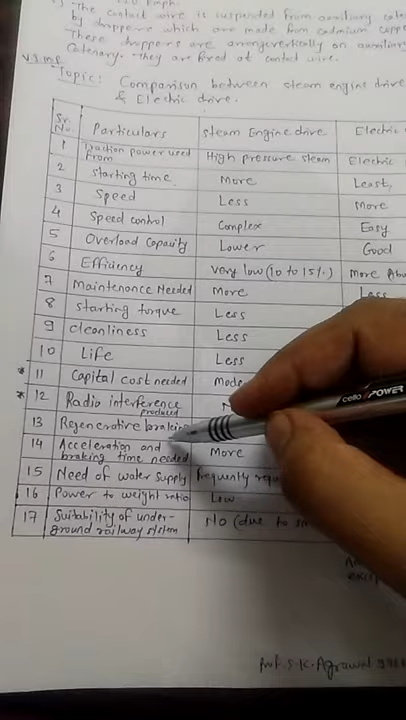 The contact wire is suspended from auxiliary
by droppers which are made from cadmium copper
These droppers are arrangevertically on auxiliary
Catenary. They are fixed at contact wire.
V.Imp.
Topic: Comparison between steam engine drive
& Electric drive.
Sr. No. Particulars Steam Engine drive Electric
1 Traction power used from High pressure steam Electric
2 starting time. More Least,
3 Speed Less More
4 Speed control Complex Easy
5 Overload Capacity Lower Good
6 Efficiency very low (10 to 15%) More
7 Maintenance Needed More Less
8 starting torque Less
9 cleanliness Less
10 Life Less
* 11 Capital cost needed
* 12 Radio interference produced
13 Regenerative braking
14 Acceleration and braking time needed More
15 Need of water supply frequently
16 Power to weight ratio Low
17 Suitability of under-ground railway system No (due to
cello POWER
Prof. S.K. Agrawal